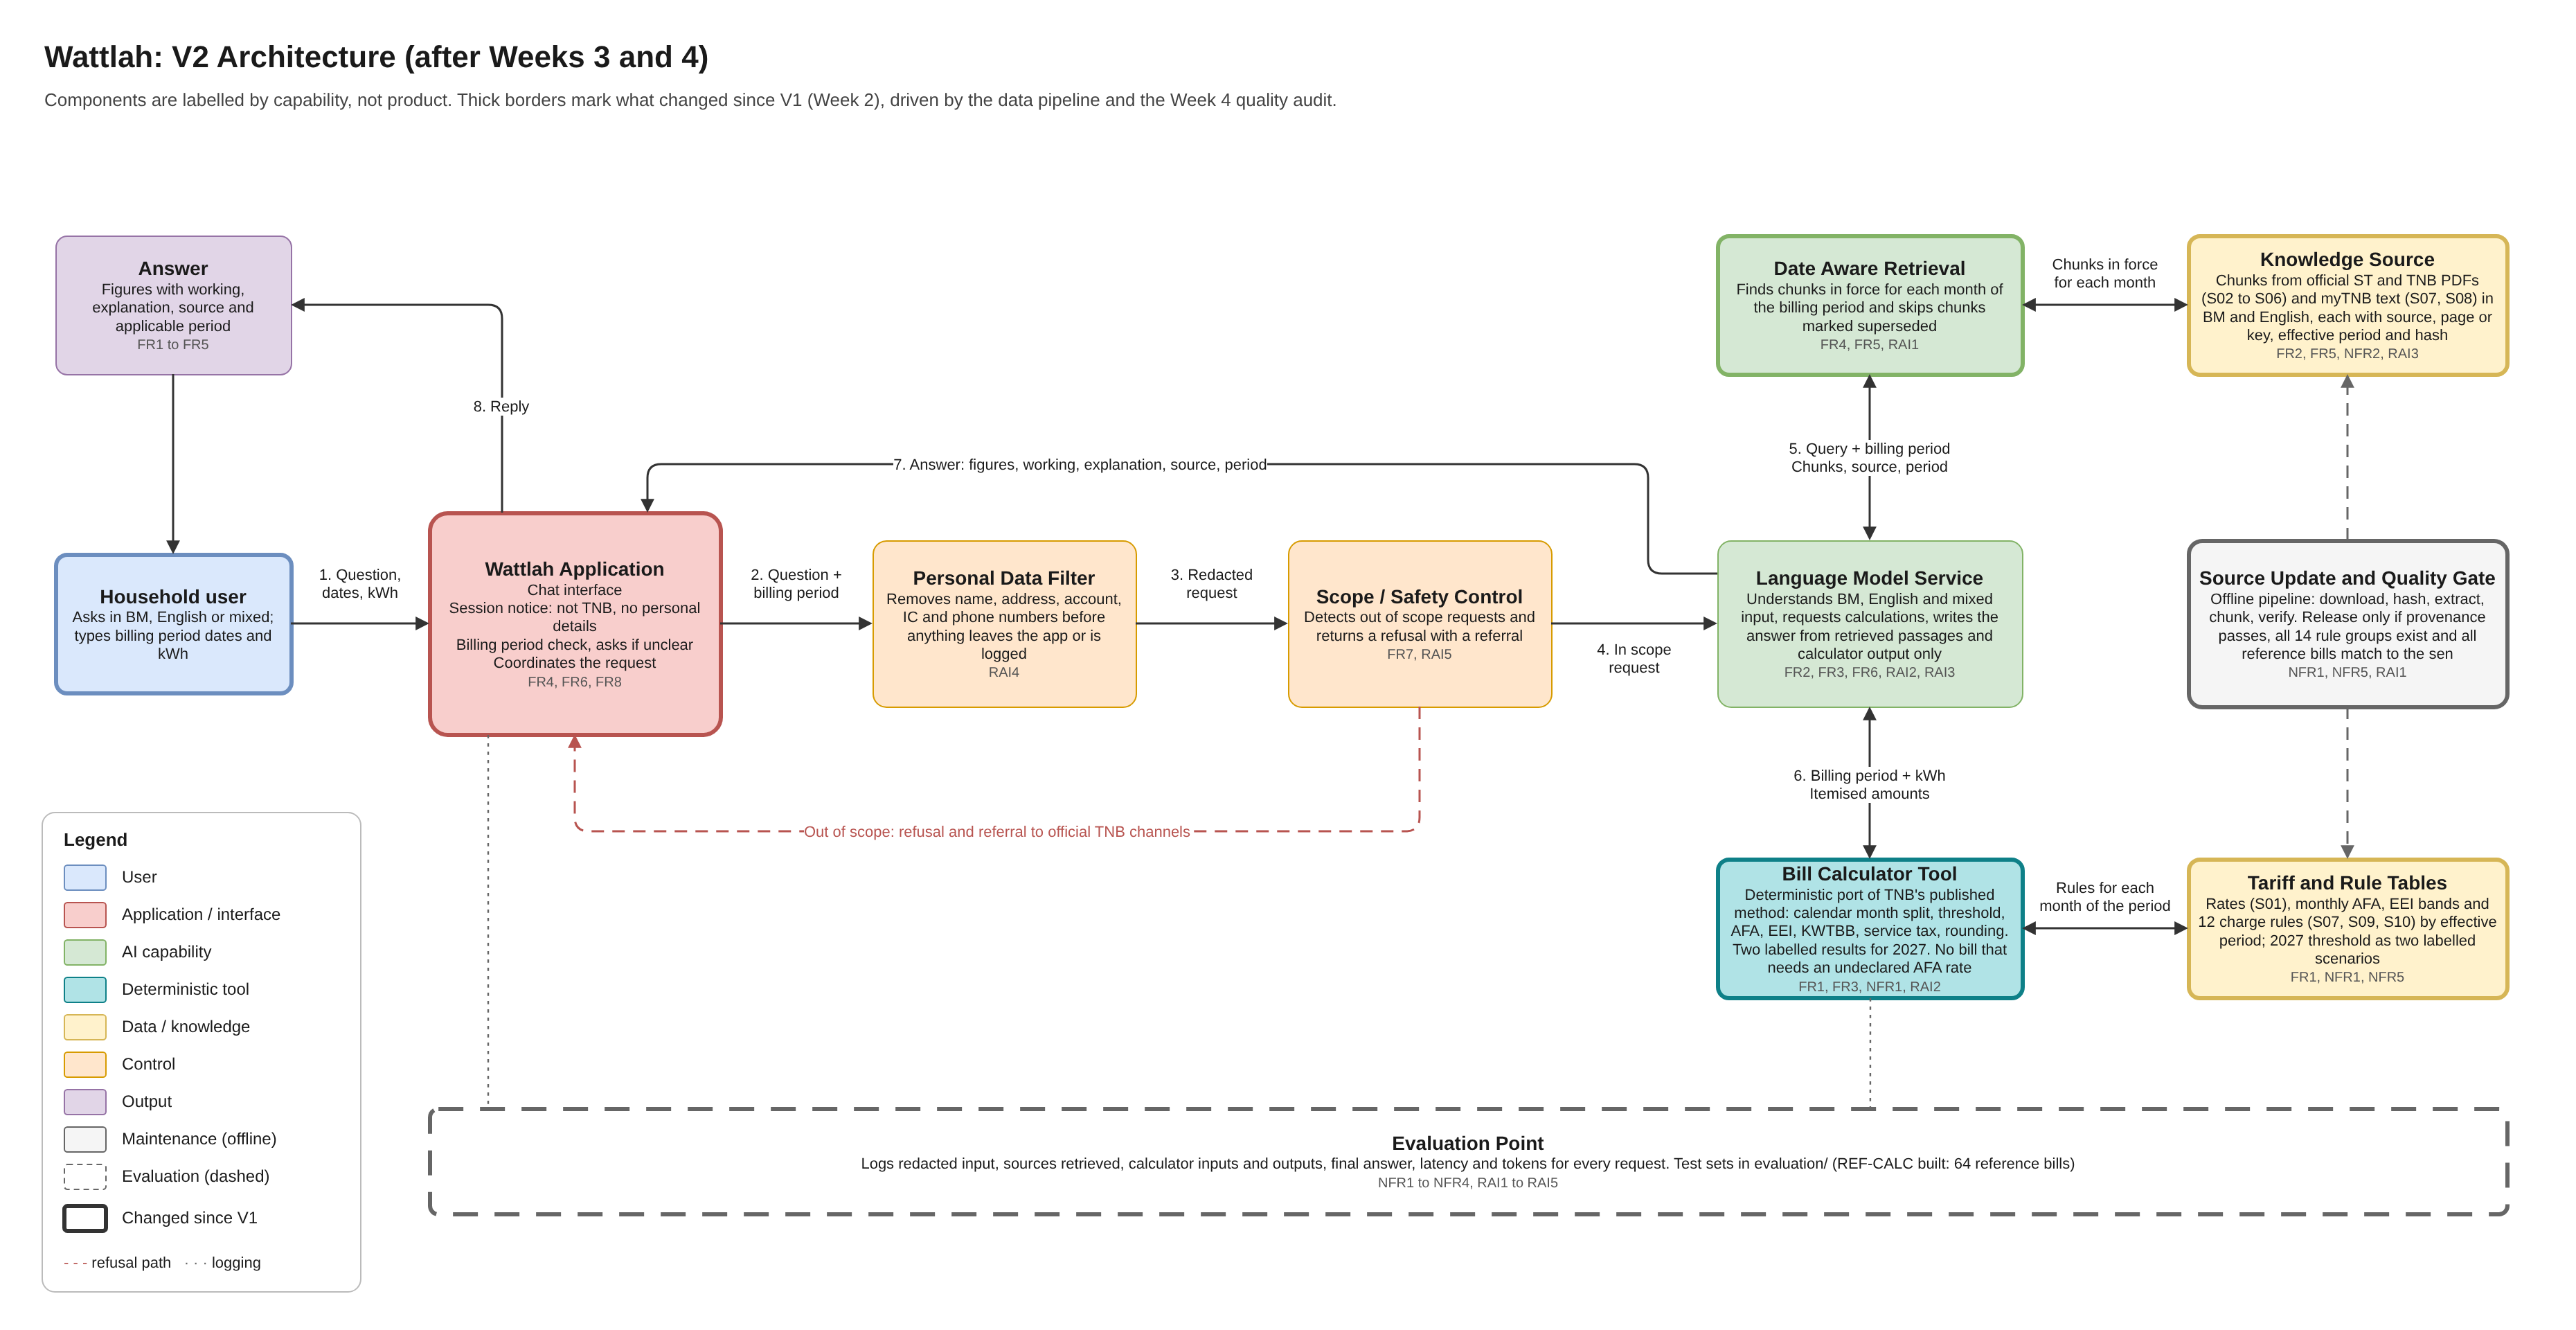 Wattlah: V2 Architecture (after Weeks 3 and 4)
Components are labelled by capability, not product. Thick borders mark what changed since V1 (Week 2), driven by the data pipeline and the Week 4 quality audit.
Answer
Figures with working,
explanation, source and
applicable period
FR1 to FR5
Date Aware Retrieval
Finds chunks in force for each month of
the billing period and skips chunks
marked superseded
FR4, FR5, RAI1
Chunks in force
for each month
Knowledge Source
Chunks from official ST and TNB PDFs
(S02 to S06) and myTNB text (S07, S08) in
BM and English, each with source, page or
key, effective period and hash
FR2, FR5, NFR2, RAI3
8. Reply
7. Answer: figures, working, explanation, source, period
5. Query + billing period
Chunks, source, period
Household user
Asks in BM, English or mixed;
types billing period dates and
kWh
1. Question,
dates, kWh
Wattlah Application
Chat interface
Session notice: not TNB, no personal
details
Billing period check, asks if unclear
Coordinates the request
FR4, FR6, FR8
2. Question +
billing period
Personal Data Filter
Removes name, address, account,
IC and phone numbers before
anything leaves the app or is
logged
RAI4
3. Redacted
request
Scope / Safety Control
Detects out of scope requests and
returns a refusal with a referral
FR7, RAI5
4. In scope
request
Language Model Service
Understands BM, English and mixed
input, requests calculations, writes the
answer from retrieved passages and
calculator output only
FR2, FR3, FR6, RAI2, RAI3
Source Update and Quality Gate
Offline pipeline: download, hash, extract,
chunk, verify. Release only if provenance
passes, all 14 rule groups exist and all
reference bills match to the sen
NFR1, NFR5, RAI1
Out of scope: refusal and referral to official TNB channels
6. Billing period + kWh
Itemised amounts
Bill Calculator Tool
Deterministic port of TNB's published
method: calendar month split, threshold,
AFA, EEI, KWTBB, service tax, rounding.
Two labelled results for 2027. No bill that
needs an undeclared AFA rate
FR1, FR3, NFR1, RAI2
Rules for each
month of the period
Tariff and Rule Tables
Rates (S01), monthly AFA, EEI bands and
12 charge rules (S07, S09, S10) by effective
period; 2027 threshold as two labelled
scenarios
FR1, NFR1, NFR5
Legend
User
Application / interface
AI capability
Deterministic tool
Data / knowledge
Control
Output
Maintenance (offline)
Evaluation (dashed)
Changed since V1
- - - refusal path · · · logging
Evaluation Point
Logs redacted input, sources retrieved, calculator inputs and outputs, final answer, latency and tokens for every request. Test sets in evaluation/ (REF-CALC built: 64 reference bills)
NFR1 to NFR4, RAI1 to RAI5